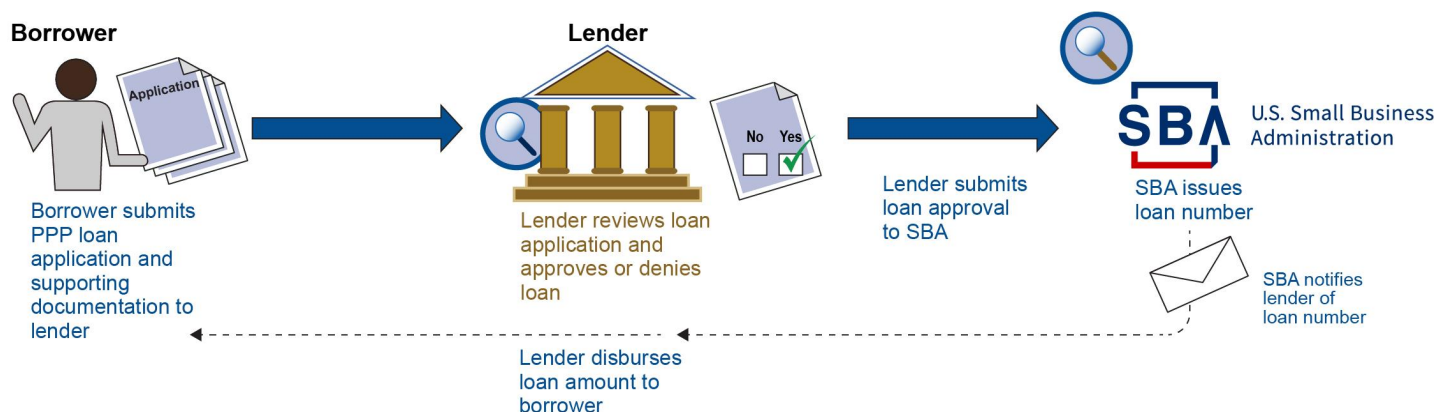 Borrower
Application
Borrower submits
PPP loan
application and
supporting
documentation to
lender
Lender
No Yes
Lender reviews loan
application and
approves or denies
loan
Lender submits
loan approval
to SBA
SBA
U.S. Small Business
Administration
SBA issues
loan number
SBA notifies
lender of
loan number
Lender disburses
loan amount to
borrower